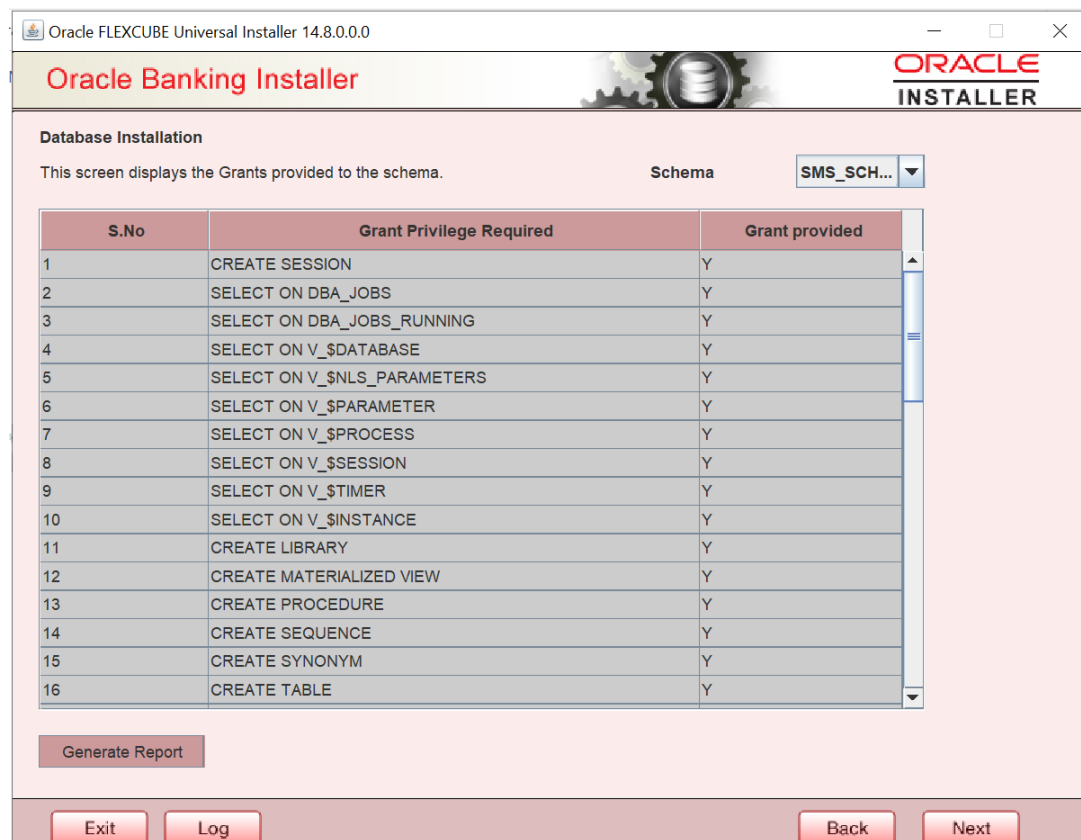 Oracle FLEXCUBE Universal Installer 14.8.0.0.0
Oracle Banking Installer
ORACLE
INSTALLER
Database Installation
This screen displays the Grants provided to the schema. Schema SMS_SCH...
S.No Grant Privilege Required Grant provided
1 CREATE SESSION Y
2 SELECT ON DBA_JOBS Y
3 SELECT ON DBA_JOBS_RUNNING Y
4 SELECT ON V_$DATABASE Y
5 SELECT ON V_$NLS_PARAMETERS Y
6 SELECT ON V_$PARAMETER Y
7 SELECT ON V_$PROCESS Y
8 SELECT ON V_$SESSION Y
9 SELECT ON V_$TIMER Y
10 SELECT ON V_$INSTANCE Y
11 CREATE LIBRARY Y
12 CREATE MATERIALIZED VIEW Y
13 CREATE PROCEDURE Y
14 CREATE SEQUENCE Y
15 CREATE SYNONYM Y
16 CREATE TABLE Y
Generate Report
Exit Log Back Next